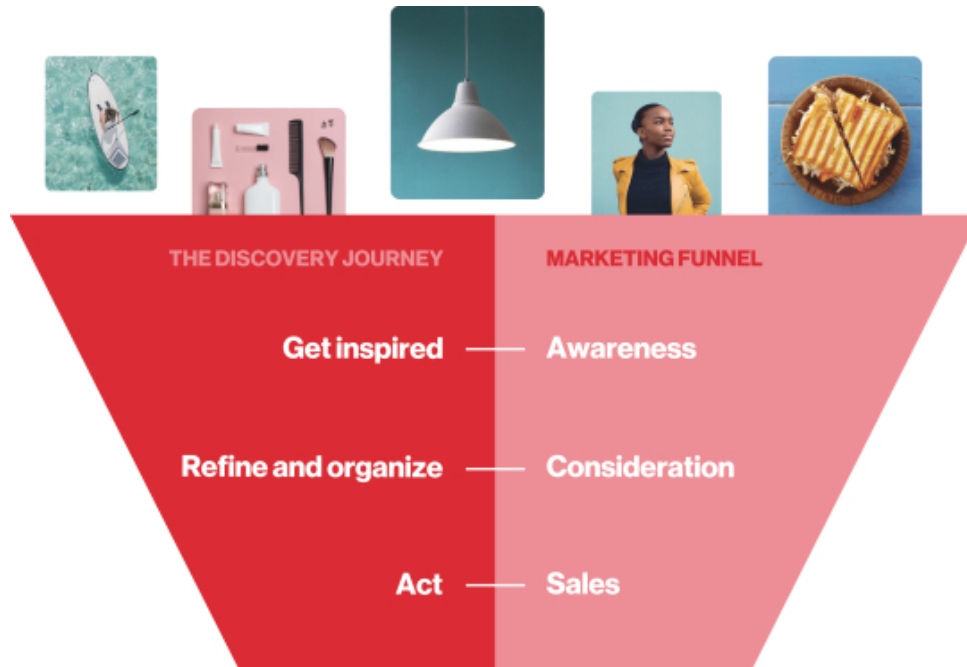 THE DISCOVERY JOURNEY
MARKETING FUNNEL
Get inspired
Awareness
Refine and organize
Consideration
Act
Sales